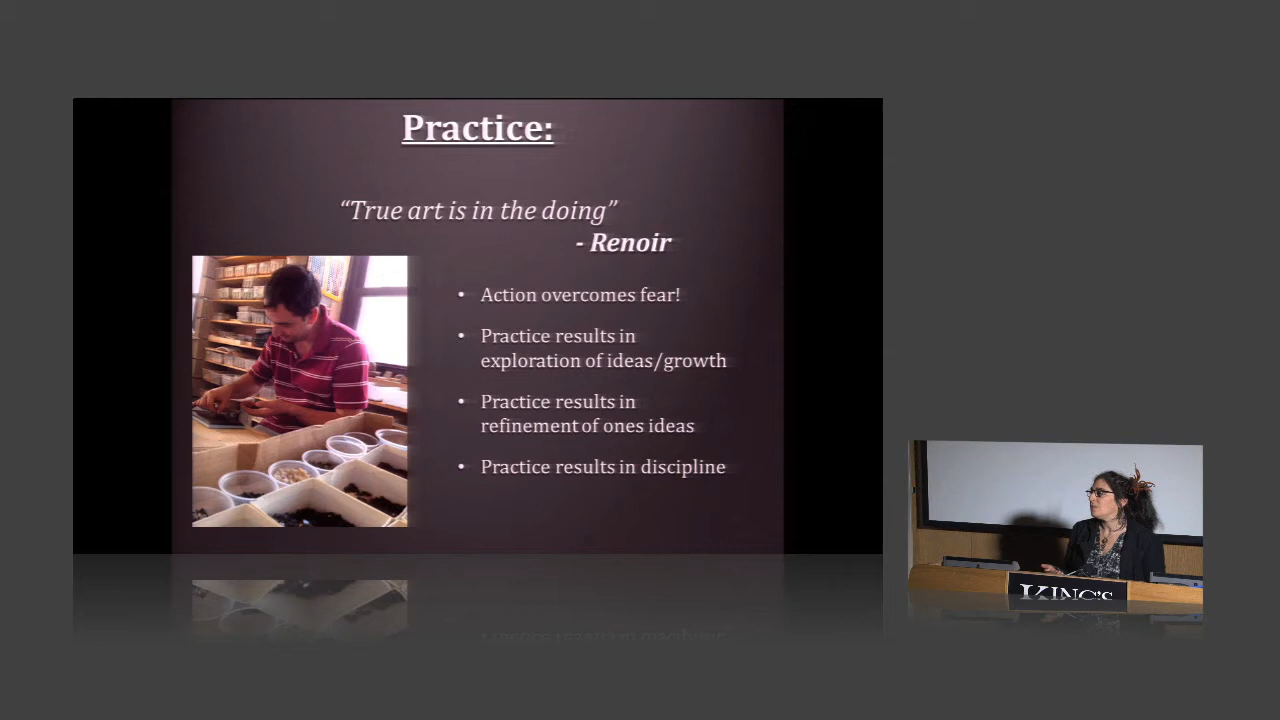 Practice:
“True art is in the doing”
- Renoir
• Action overcomes fear!
• Practice results in
exploration of ideas/growth
• Practice results in
refinement of ones ideas
• Practice results in discipline
KING'S